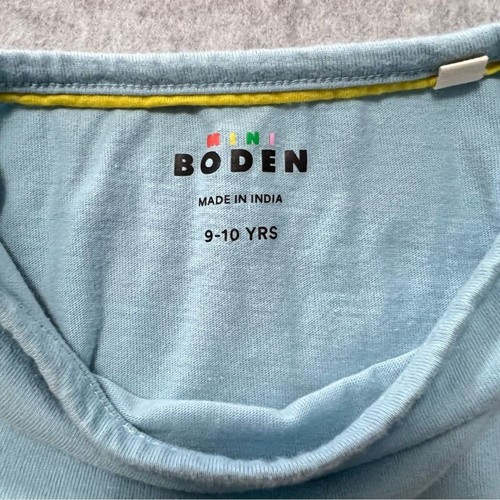 MINI
BODEN
MADE IN INDIA
9-10 YRS